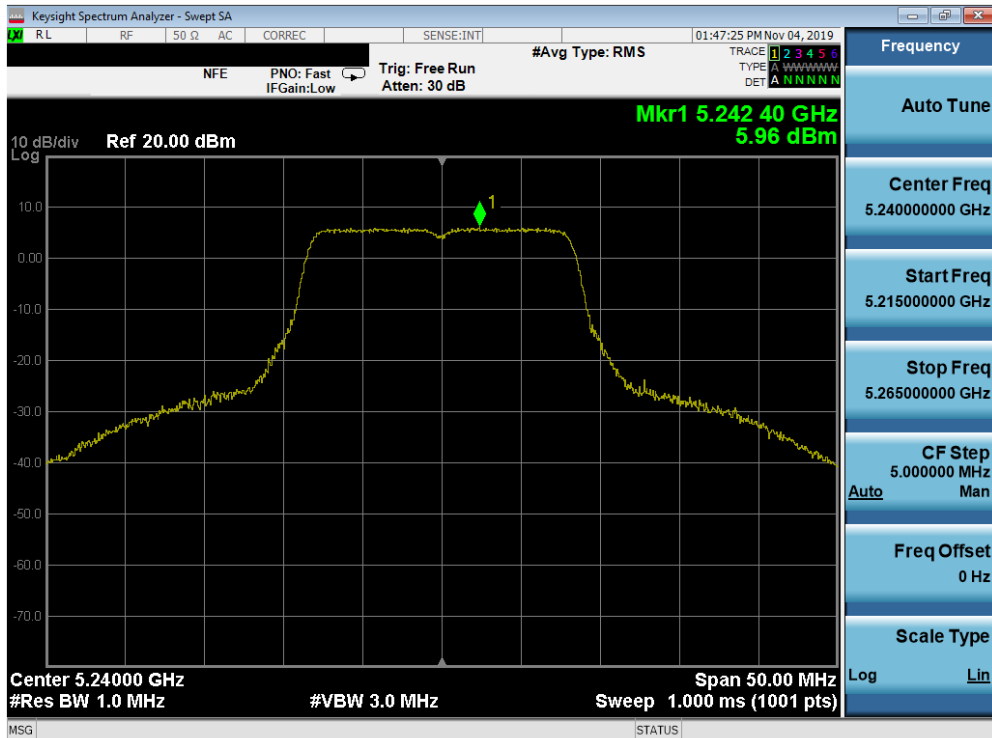 Keysight Spectrum Analyzer - Swept SA
LXI RL RF 50 Ω AC CORREC SENSE:INT 01:47:25 PM Nov 04, 2019
#Avg Type: RMS TRACE 1 2 3 4 5 6
NFE PNO: Fast Trig: Free Run TYPE A WWWWW
IFGain:Low Atten: 30 dB DET A N N N N N
Mkr1 5.242 40 GHz
10 dB/div Ref 20.00 dBm 5.96 dBm
Log
1
10.0
0.00
-10.0
-20.0
-30.0
-40.0
-50.0
-60.0
-70.0
Center 5.24000 GHz Span 50.00 MHz
#Res BW 1.0 MHz #VBW 3.0 MHz Sweep 1.000 ms (1001 pts)
MSG STATUS
Frequency
Auto Tune
Center Freq
5.240000000 GHz
Start Freq
5.215000000 GHz
Stop Freq
5.265000000 GHz
CF Step
5.000000 MHz
Auto Man
Freq Offset
0 Hz
Scale Type
Log Lin